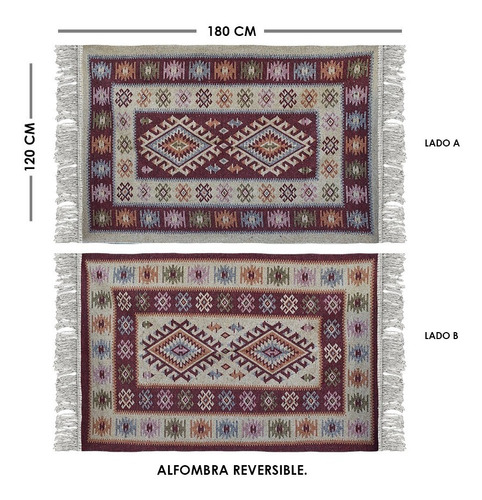 180 CM
120 CM
LADO A
LADO B
ALFOMBRA REVERSIBLE.